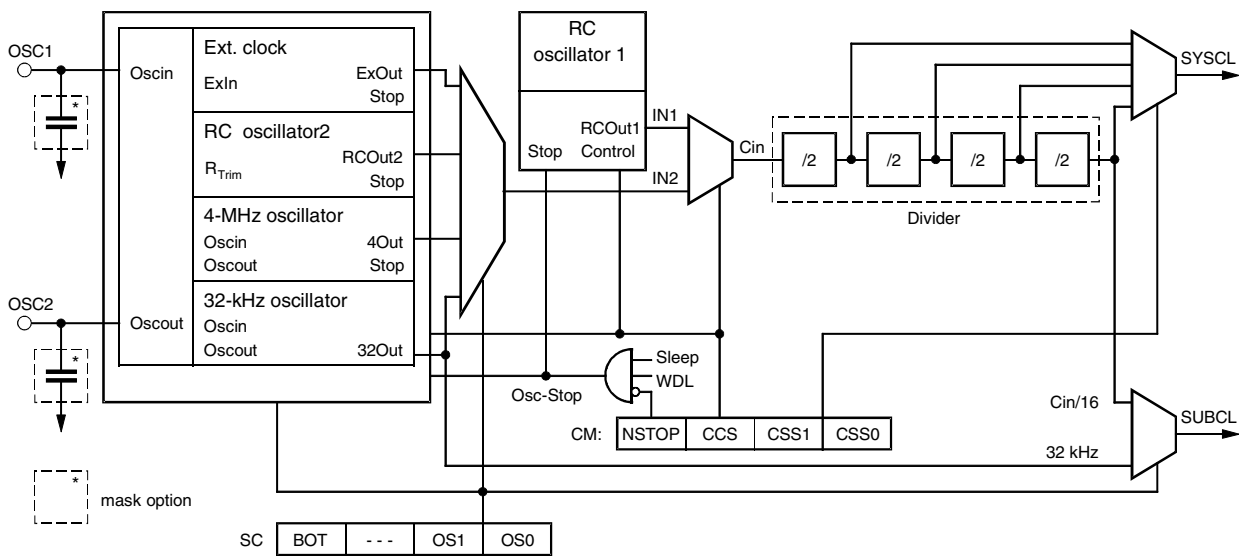 OSC1
Oscin
Ext. clock
ExIn
ExOut
Stop
RC oscillator2
RTrim
RCOut2
Stop
4-MHz oscillator
Oscin
4Out
Oscout
Stop
32-kHz oscillator
Oscin
Oscout
32Out
OSC2
Oscout
*
*
*
mask option
RC
oscillator 1
RCOut1
Stop
Control
IN1
IN2
Cin
/2
/2
/2
/2
Divider
SYSCL
Sleep
WDL
Osc-Stop
CM:
NSTOP
CCS
CSS1
CSS0
Cin/16
32 kHz
SUBCL
SC
BOT
- - -
OS1
OS0